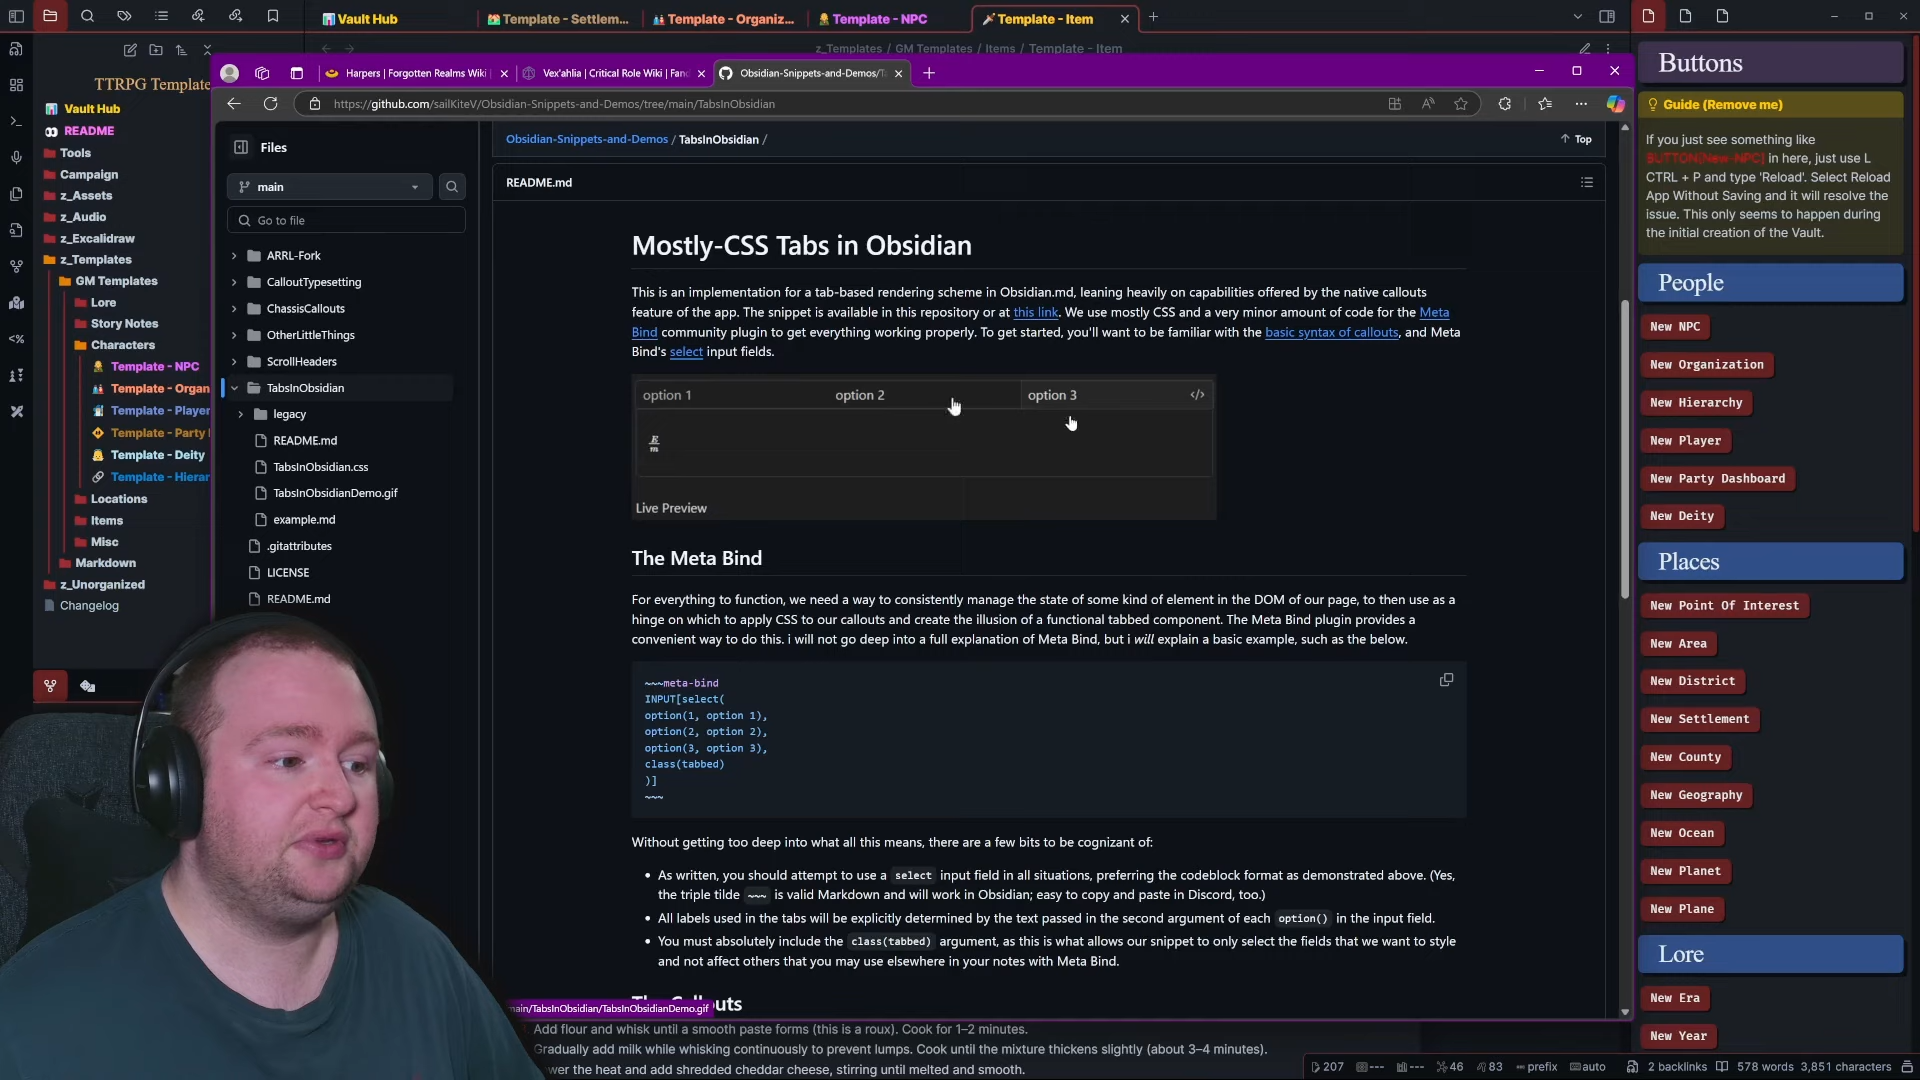 Vault Hub
Template - Settlem...
Template - Organiz...
Template - NPC
Template - Item
z_Templates / GM Templates / Items / Template - Item
TTRPG Template
Vault Hub
README
Tools
Campaign
z_Assets
z_Audio
z_Excalidraw
z_Templates
GM Templates
Lore
Story Notes
Characters
Template - NPC
Template - Organ
Template - Player
Template - Party
Template - Deity
Template - Hierar
Locations
Items
Misc
Markdown
z_Unorganized
Changelog
Harpers | Forgotten Realms Wiki
Vex'ahlia | Critical Role Wiki | Fan
Obsidian-Snippets-and-Demos/T
https://github.com/sailKiteV/Obsidian-Snippets-and-Demos/tree/main/TabsInObsidian
Files
main
Go to file
ARRL-Fork
CalloutTypesetting
ChassisCallouts
OtherLittleThings
ScrollHeaders
TabsInObsidian
legacy
README.md
TabsInObsidian.css
TabsInObsidianDemo.gif
example.md
.gitattributes
LICENSE
README.md
Obsidian-Snippets-and-Demos / TabsInObsidian /
Top
README.md
Mostly-CSS Tabs in Obsidian
This is an implementation for a tab-based rendering scheme in Obsidian.md, leaning heavily on capabilities offered by the native callouts
feature of the app. The snippet is available in this repository or at this link. We use mostly CSS and a very minor amount of code for the Meta
Bind community plugin to get everything working properly. To get started, you'll want to be familiar with the basic syntax of callouts, and Meta
Bind's select input fields.
option 1
option 2
option 3
</>
Live Preview
The Meta Bind
For everything to function, we need a way to consistently manage the state of some kind of element in the DOM of our page, to then use as a
hinge on which to apply CSS to our callouts and create the illusion of a functional tabbed component. The Meta Bind plugin provides a
convenient way to do this. i will not go deep into a full explanation of Meta Bind, but i will explain a basic example, such as the below.
~~~meta-bind
INPUT[select(
option(1, option 1),
option(2, option 2),
option(3, option 3),
class(tabbed)
)]
~~~
Without getting too deep into what all this means, there are a few bits to be cognizant of:
• As written, you should attempt to use a select input field in all situations, preferring the codeblock format as demonstrated above. (Yes,
the triple tilde ~~~ is valid Markdown and will work in Obsidian; easy to copy and paste in Discord, too.)
• All labels used in the tabs will be explicitly determined by the text passed in the second argument of each option() in the input field.
• You must absolutely include the class(tabbed) argument, as this is what allows our snippet to only select the fields that we want to style
and not affect others that you may use elsewhere in your notes with Meta Bind.
main/TabsInObsidian/TabsInObsidianDemo.gif
Add flour and whisk until a smooth paste forms (this is a roux). Cook for 1–2 minutes.
Gradually add milk while whisking continuously to prevent lumps. Cook until the mixture thickens slightly (about 3–4 minutes).
the heat and add shredded cheddar cheese, stirring until melted and smooth.
Buttons
Guide (Remove me)
If you just see something like
BUTTON[New-NPC] in here, just use L
CTRL + P and type 'Reload'. Select Reload
App Without Saving and it will resolve the
issue. This only seems to happen during
the initial creation of the Vault.
People
New NPC
New Organization
New Hierarchy
New Player
New Party Dashboard
New Deity
Places
New Point Of Interest
New Area
New District
New Settlement
New County
New Geography
New Ocean
New Planet
New Plane
Lore
New Era
New Year
207 --- --- 46 83 prefix auto 2 backlinks 578 words 3,851 characters